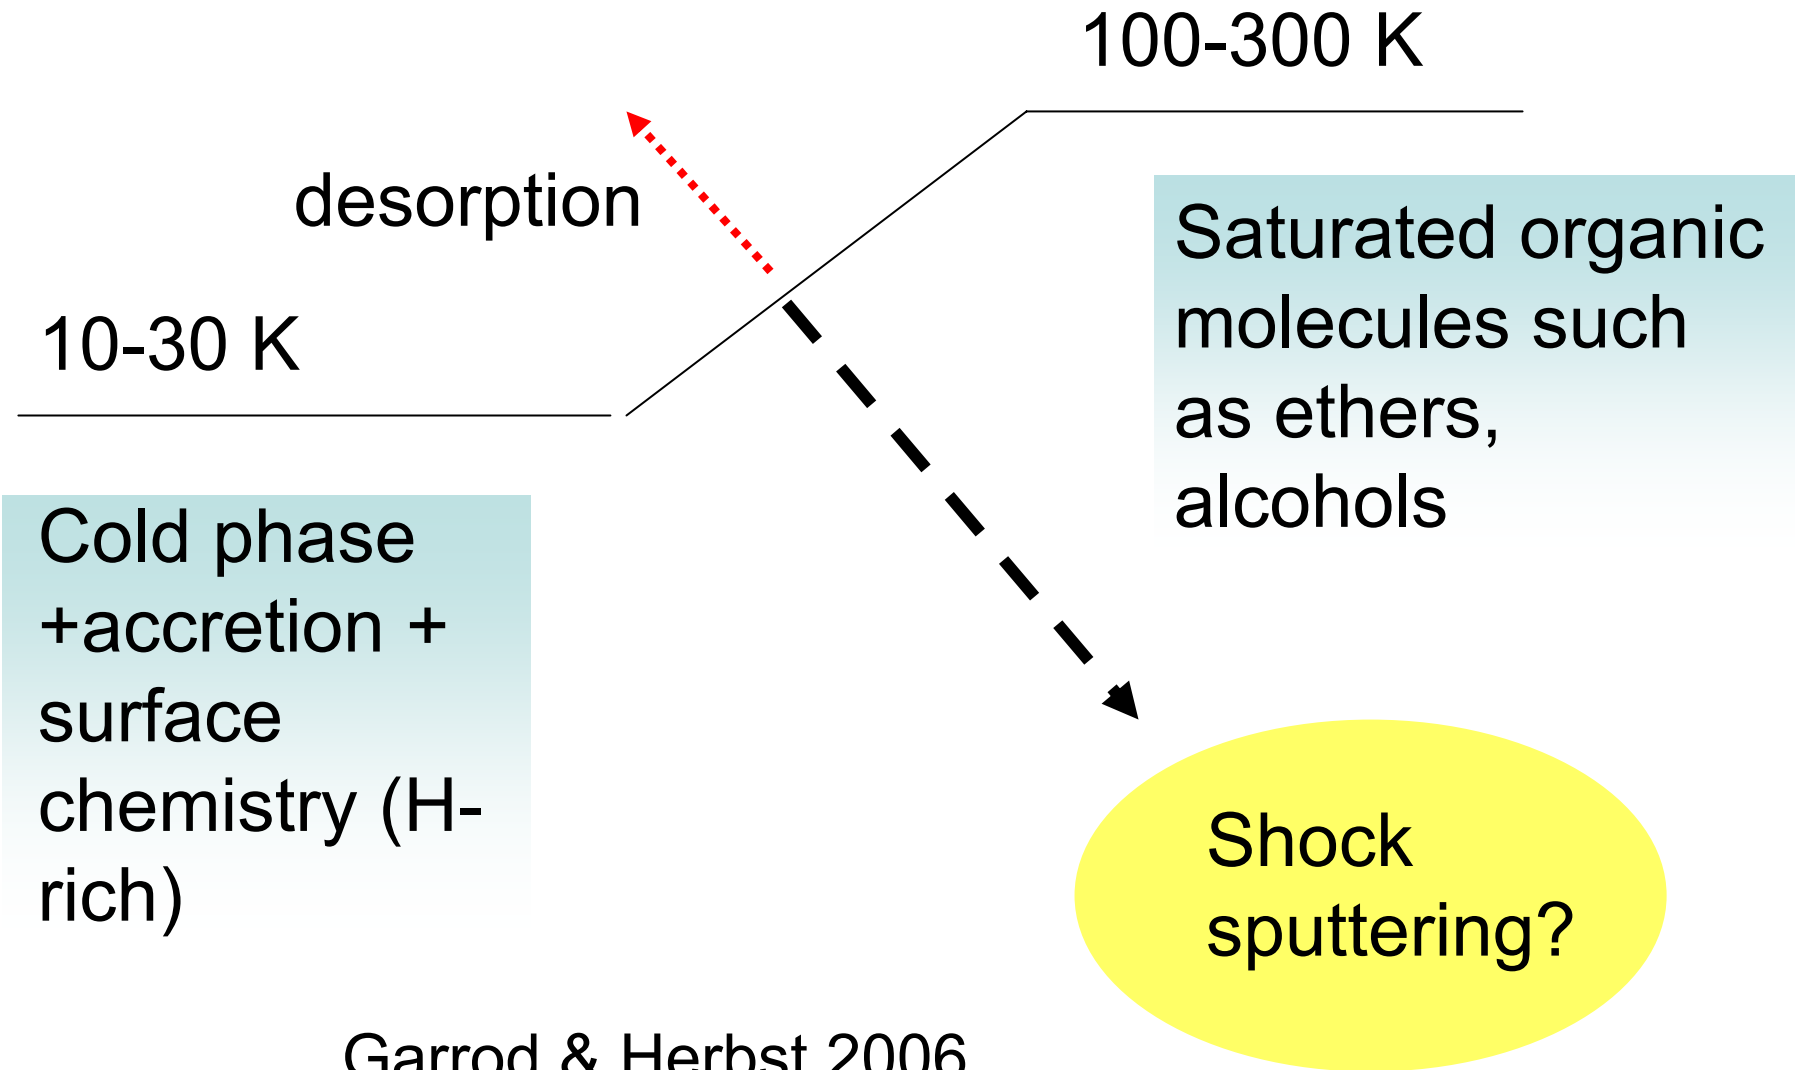 100-300 K
desorption
Saturated organic
molecules such
as ethers,
alcohols
10-30 K
Cold phase
+accretion +
surface
chemistry (H-
rich)
Shock
sputtering?
Garrod & Herbst 2006